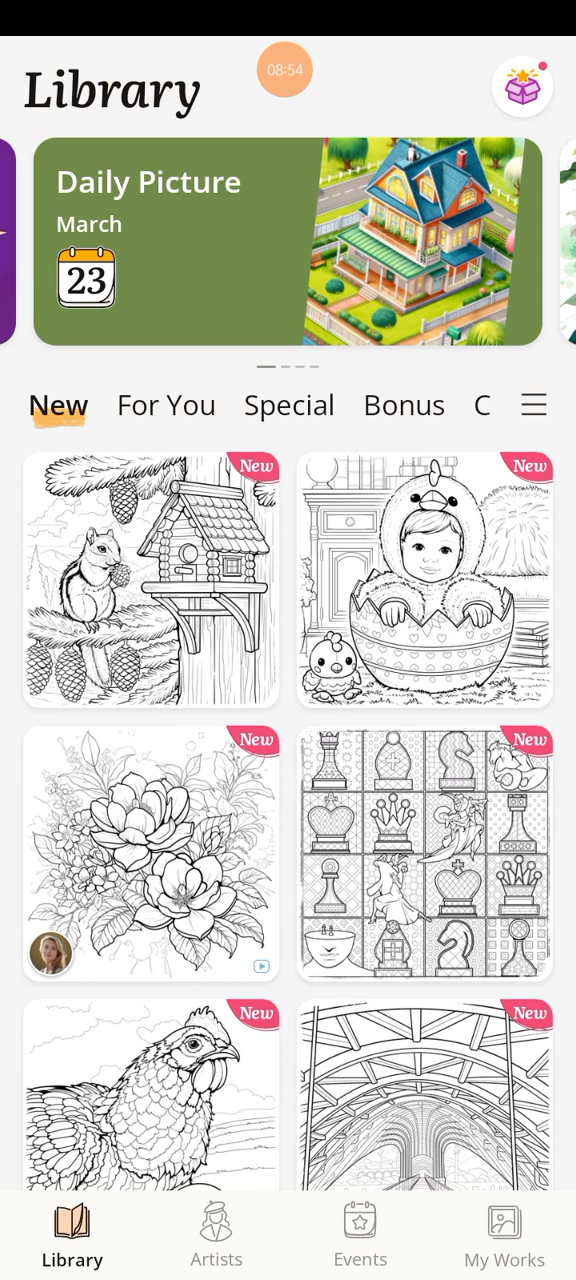 08:54
Library
Daily Picture
March
23
New For You Special Bonus C
New New
New New
New New
Library Artists Events My Works